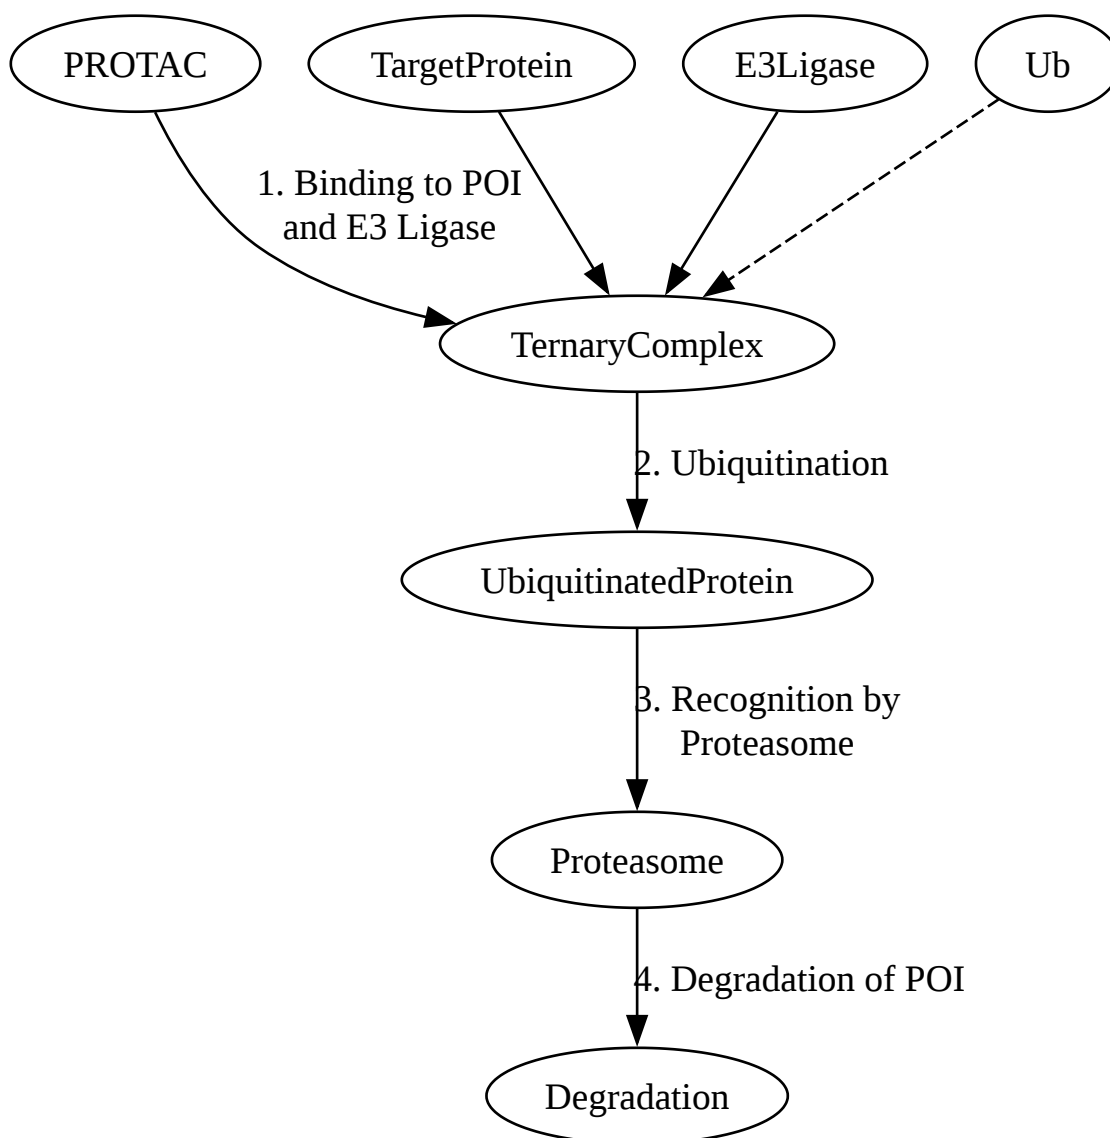 PROTAC
TargetProtein
E3Ligase
Ub
1. Binding to POI
and E3 Ligase
TernaryComplex
2. Ubiquitination
UbiquitinatedProtein
3. Recognition by
Proteasome
Proteasome
4. Degradation of POI
Degradation